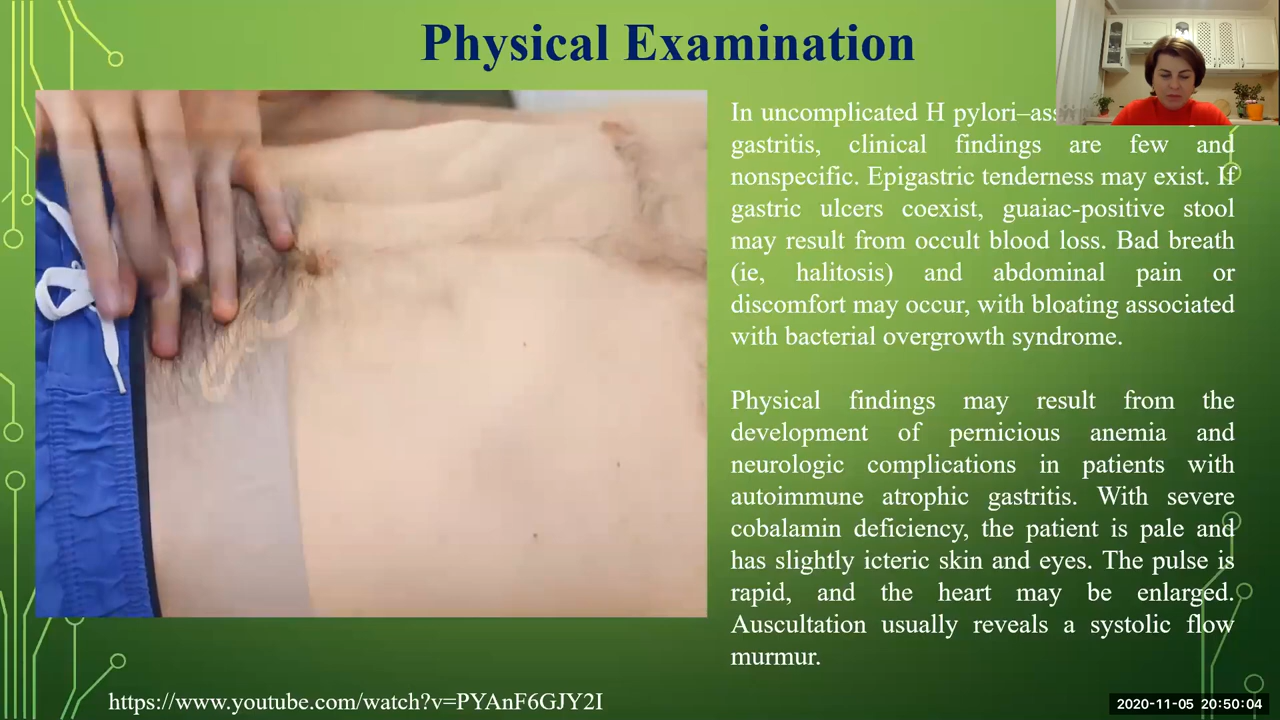 Physical Examination
In uncomplicated H pylori–ass
gastritis, clinical findings are few and
nonspecific. Epigastric tenderness may exist. If
gastric ulcers coexist, guaiac-positive stool
may result from occult blood loss. Bad breath
(ie, halitosis) and abdominal pain or
discomfort may occur, with bloating associated
with bacterial overgrowth syndrome.
Physical findings may result from the
development of pernicious anemia and
neurologic complications in patients with
autoimmune atrophic gastritis. With severe
cobalamin deficiency, the patient is pale and
has slightly icteric skin and eyes. The pulse is
rapid, and the heart may be enlarged.
Auscultation usually reveals a systolic flow
murmur.
https://www.youtube.com/watch?v=PYAnF6GJY2I
2020-11-05 20:50:04